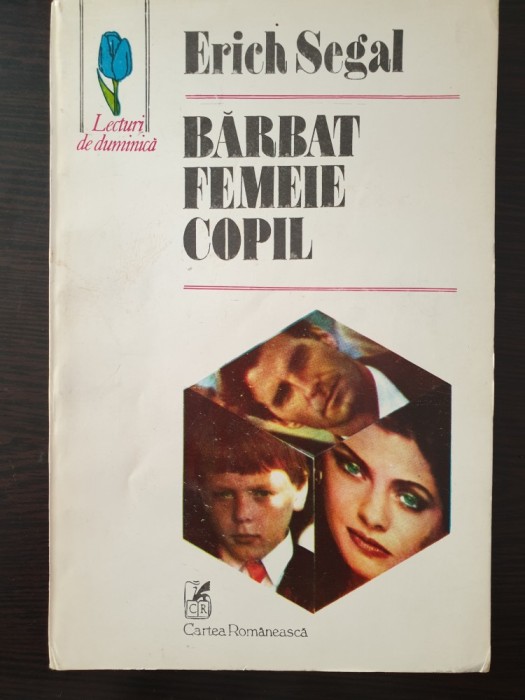 Erich Segal
Lecturi
de duminică
BĂRBAT
FEMEIE
COPIL
CR
Cartea Românească